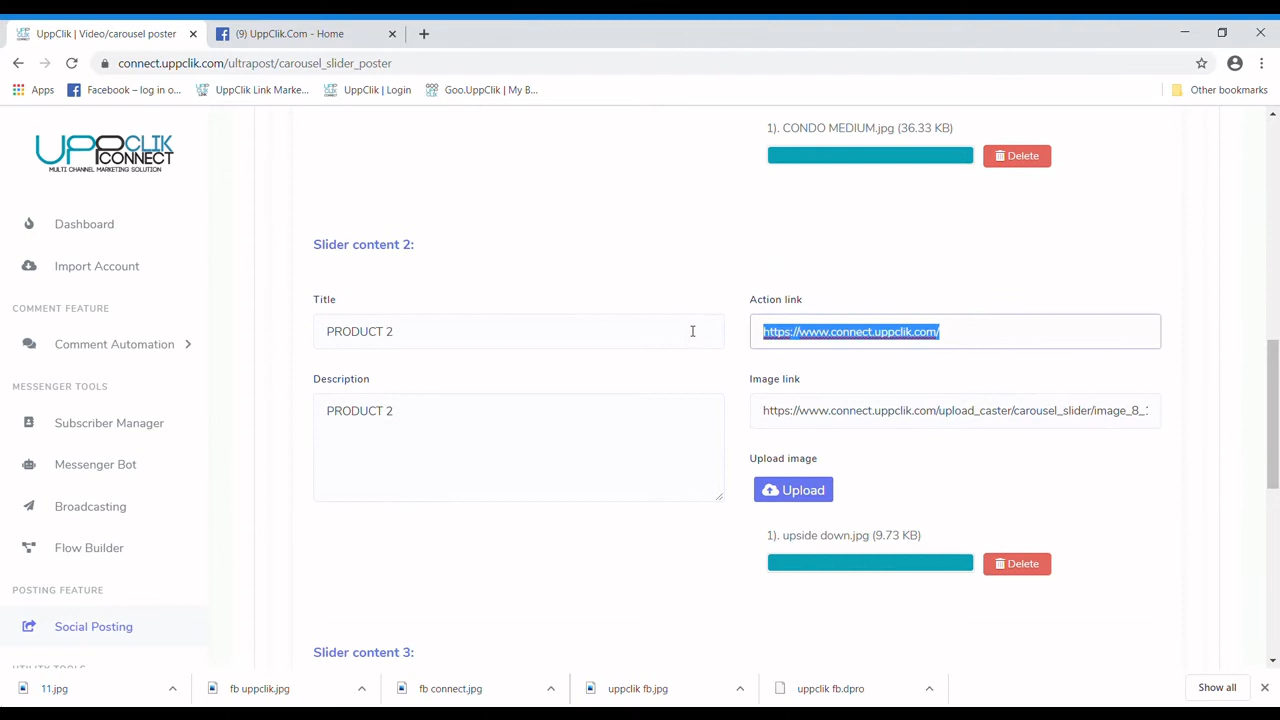 UppClik | Video/carousel poster
(9) UppClik.Com - Home
connect.uppclik.com/ultrapost/carousel_slider_poster
Apps
Facebook – log in o...
UppClik Link Marke...
UppClik | Login
Goo.UppClik | My B...
Other bookmarks
UPPCLIK
CONNECT
MULTI CHANNEL MARKETING SOLUTION
Dashboard
Import Account
COMMENT FEATURE
Comment Automation
MESSENGER TOOLS
Subscriber Manager
Messenger Bot
Broadcasting
Flow Builder
POSTING FEATURE
Social Posting
UTILITY TOOLS
1). CONDO MEDIUM.jpg (36.33 KB)
Delete
Slider content 2:
Title
Action link
PRODUCT 2
https://www.connect.uppclik.com/
Description
Image link
PRODUCT 2
https://www.connect.uppclik.com/upload_caster/carousel_slider/image_8_
Upload image
Upload
1). upside down.jpg (9.73 KB)
Delete
Slider content 3:
11.jpg
fb uppclik.jpg
fb connect.jpg
uppclik fb.jpg
uppclik fb.dpro
Show all